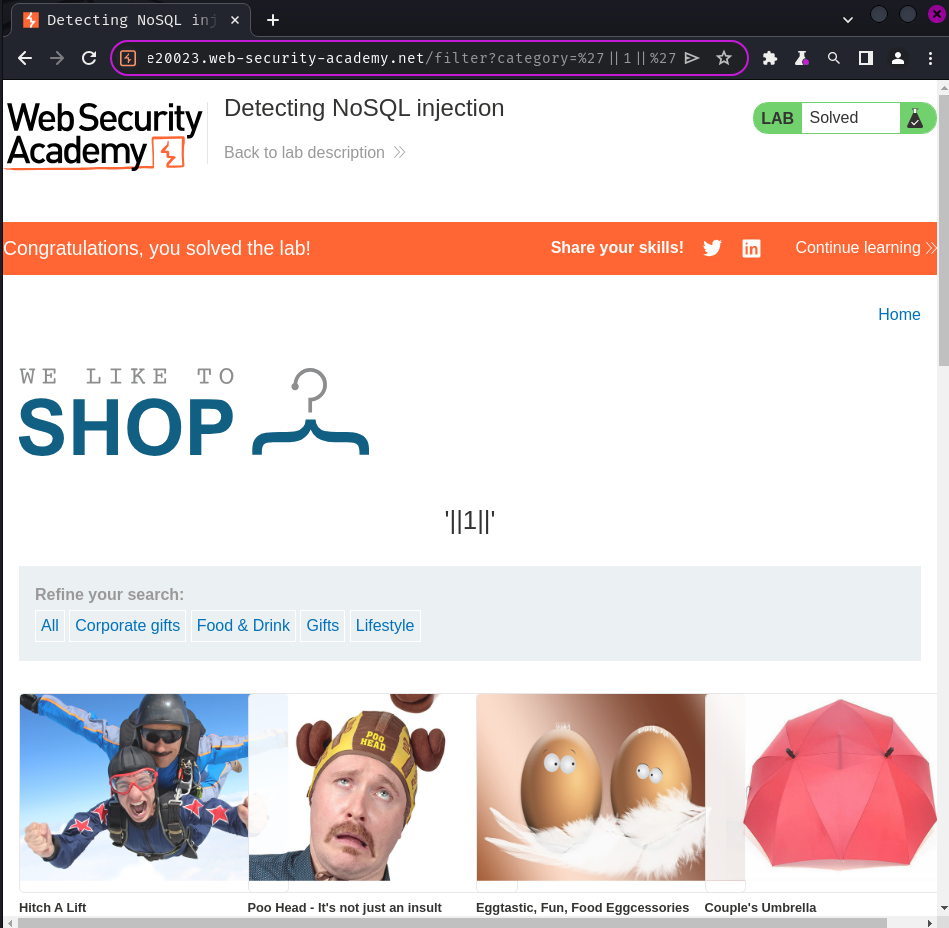 Detecting NoSQL inj
e20023.web-security-academy.net/filter?category=%27||1||%27
Web Security
Academy
Detecting NoSQL injection
Back to lab description
LAB Solved
Congratulations, you solved the lab!
Share your skills!
Continue learning
Home
WE LIKE TO
SHOP
'||1||'
Refine your search:
All Corporate gifts Food & Drink Gifts Lifestyle
POO
HEAD
Hitch A Lift
Poo Head - It's not just an insult
Eggtastic, Fun, Food Eggcessories
Couple's Umbrella